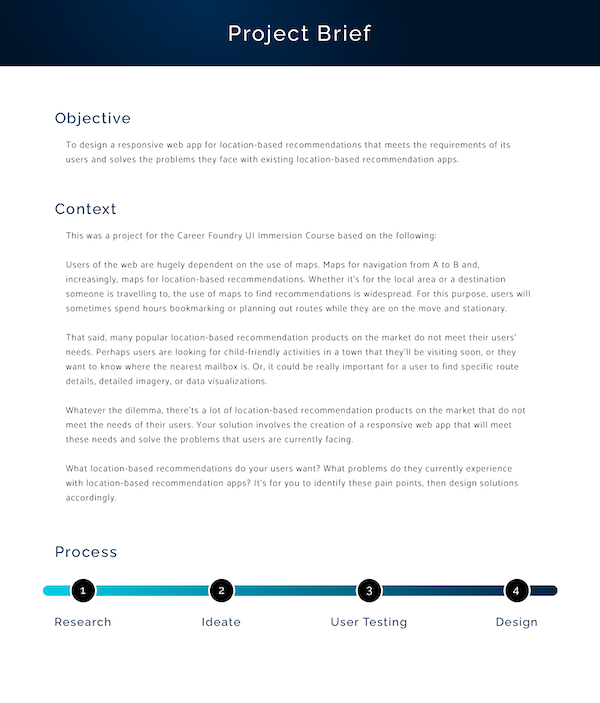 Project Brief
Objective
To design a responsive web app for location-based recommendations that meets the requirements of its
users and solves the problems they face with existing location-based recommendation apps.
Context
This was a project for the Career Foundry UI Immersion Course based on the following:
Users of the web are hugely dependent on the use of maps. Maps for navigation from A to B and,
increasingly, maps for location-based recommendations. Whether it's for the local area or a destination
someone is travelling to, the use of maps to find recommendations is widespread. For this purpose, users will
sometimes spend hours bookmarking or planning out routes while they are on the move and stationary.
That said, many popular location-based recommendation products on the market do not meet their users'
needs. Perhaps users are looking for child-friendly activities in a town that they'll be visiting soon, or they
want to know where the nearest mailbox is. Or, it could be really important for a user to find specific route
details, detailed imagery, or data visualizations.
Whatever the dilemma, there'ts a lot of location-based recommendation products on the market that do not
meet the needs of their users. Your solution involves the creation of a responsive web app that will meet
these needs and solve the problems that users are currently facing.
What location-based recommendations do your users want? What problems do they currently experience
with location-based recommendation apps? It's for you to identify these pain points, then design solutions
accordingly.
Process
1 2 3 4
Research Ideate User Testing Design